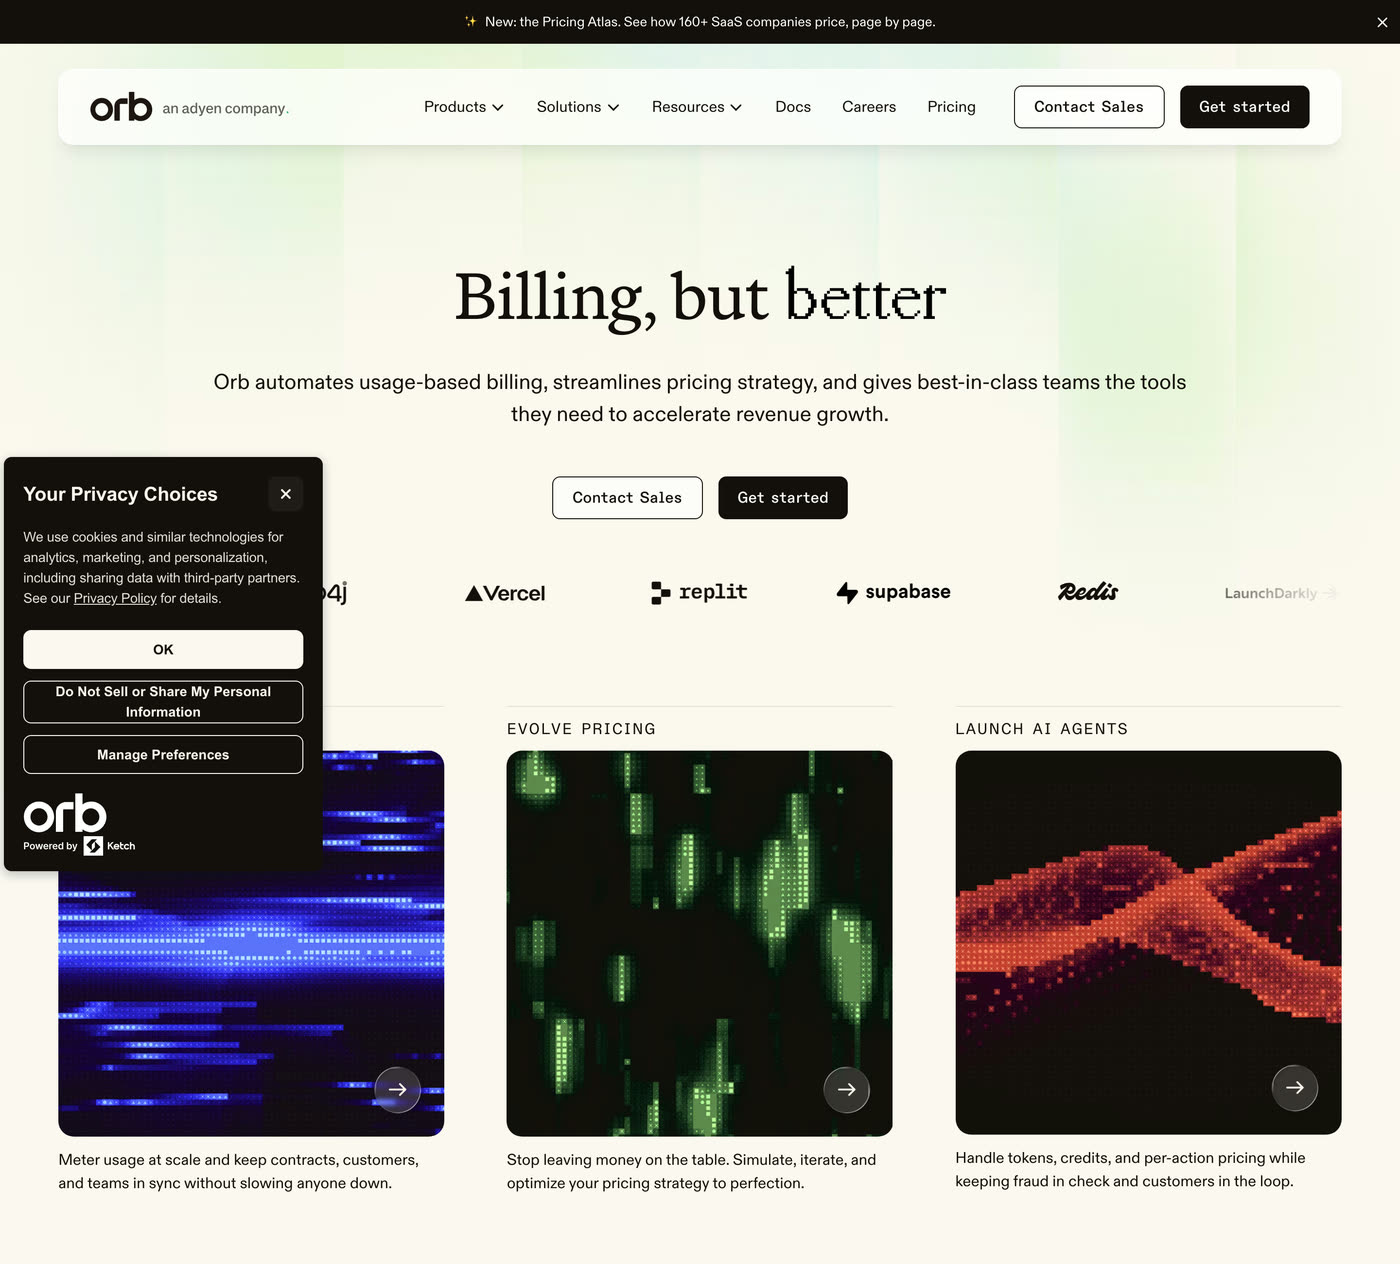 ✨ New: the Pricing Atlas. See how 160+ SaaS companies price, page by page.
orb an adyen company.
Products
Solutions
Resources
Docs
Careers
Pricing
Contact Sales
Get started
Billing, but better
Orb automates usage-based billing, streamlines pricing strategy, and gives best-in-class teams the tools
they need to accelerate revenue growth.
Contact Sales
Get started
Your Privacy Choices
We use cookies and similar technologies for
analytics, marketing, and personalization,
including sharing data with third-party partners.
See our Privacy Policy for details.
OK
Do Not Sell or Share My Personal
Information
Manage Preferences
orb
Powered by Ketch
Vercel
replit
supabase
Redis
LaunchDarkly
EVOLVE PRICING
LAUNCH AI AGENTS
Meter usage at scale and keep contracts, customers,
and teams in sync without slowing anyone down.
Stop leaving money on the table. Simulate, iterate, and
optimize your pricing strategy to perfection.
Handle tokens, credits, and per-action pricing while
keeping fraud in check and customers in the loop.